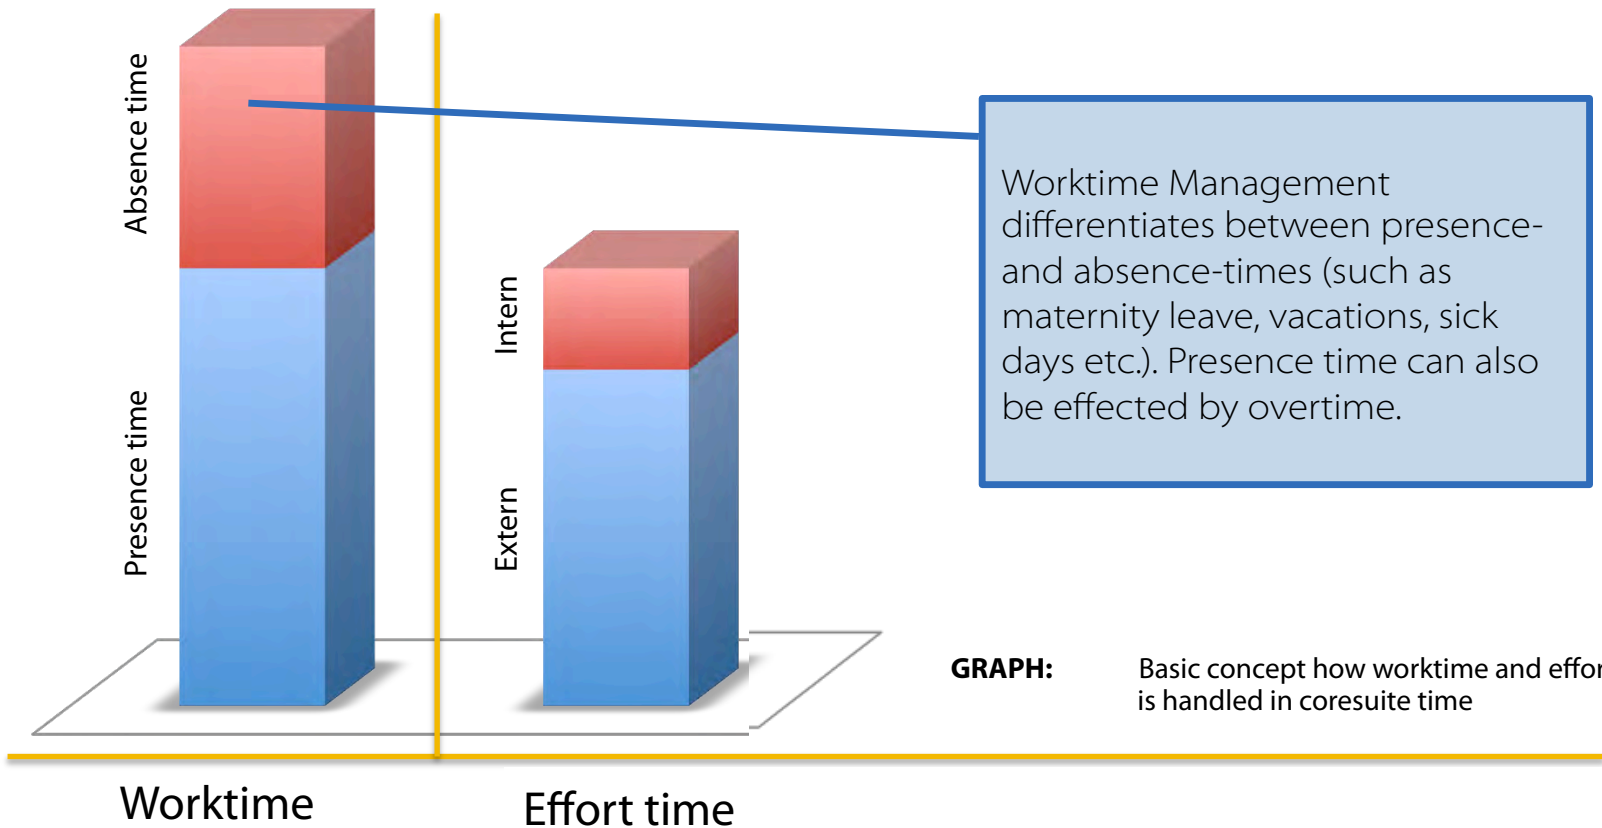 Absence time
Presence time
Intern
Extern
Worktime Management
differentiates between presence-
and absence-times (such as
maternity leave, vacations, sick
days etc.). Presence time can also
be effected by overtime.
GRAPH: Basic concept how worktime and effor
is handled in coresuite time
Worktime
Effort time